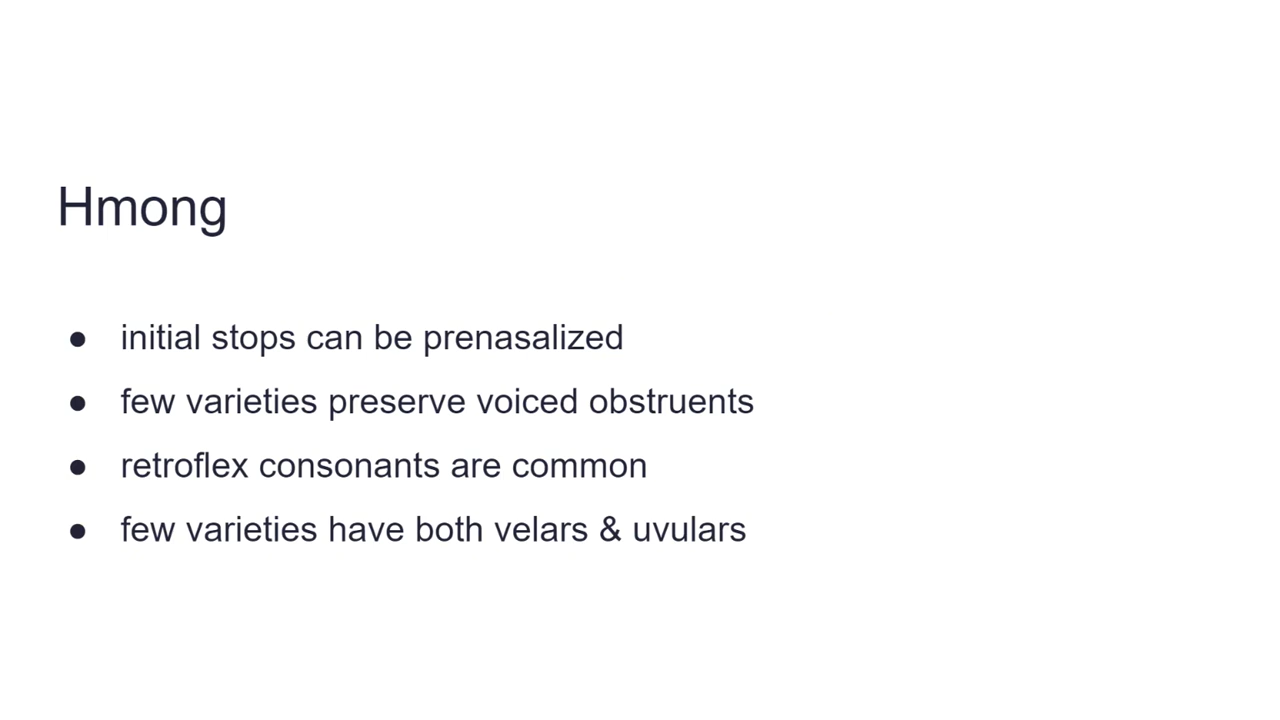 Hmong
● initial stops can be prenasalized
● few varieties preserve voiced obstruents
● retroflex consonants are common
● few varieties have both velars & uvulars